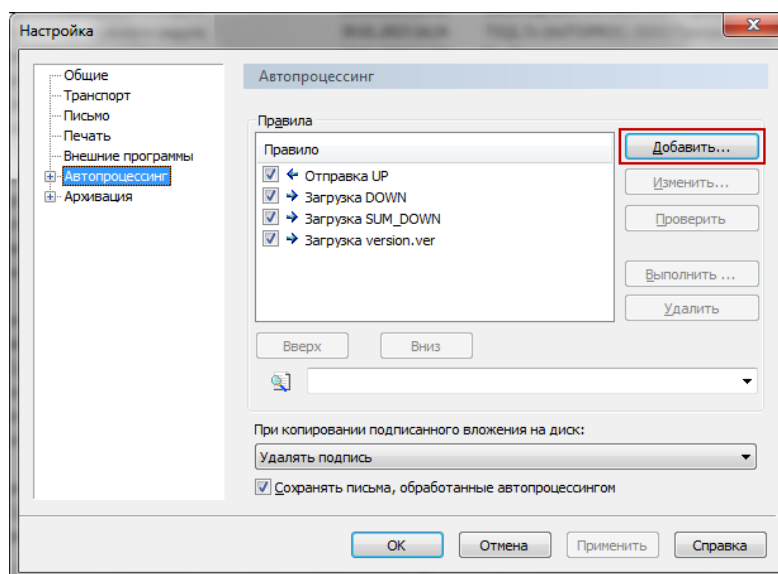 Настройка
Общие
Транспорт
Письмо
Печать
Внешние программы
Автопроцессинг
Архивация
Автопроцессинг
Правила
Правило
Отправка UP
Загрузка DOWN
Загрузка SUM_DOWN
Загрузка version.ver
Добавить...
Изменить...
Проверить
Выполнить ...
Удалить
Вверх
Вниз
При копировании подписанного вложения на диск:
Удалять подпись
Сохранять письма, обработанные автопроцессингом
OK
Отмена
Применить
Справка